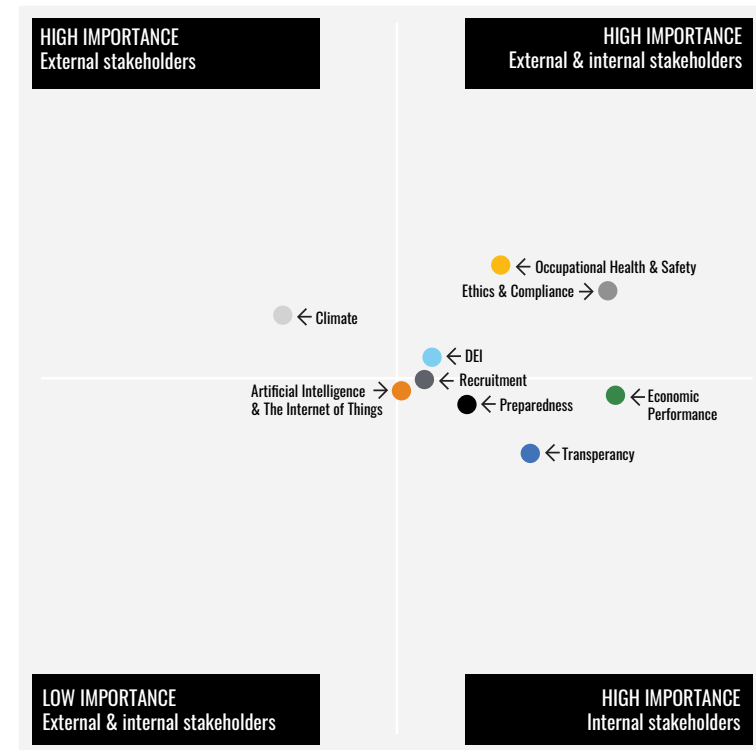 HIGH IMPORTANCE
External stakeholders
HIGH IMPORTANCE
External & internal stakeholders
Occupational Health & Safety
Ethics & Compliance
Climate
DEI
Recruitment
Artificial Intelligence
& The Internet of Things
Preparedness
Economic
Performance
Transperancy
LOW IMPORTANCE
External & internal stakeholders
HIGH IMPORTANCE
Internal stakeholders